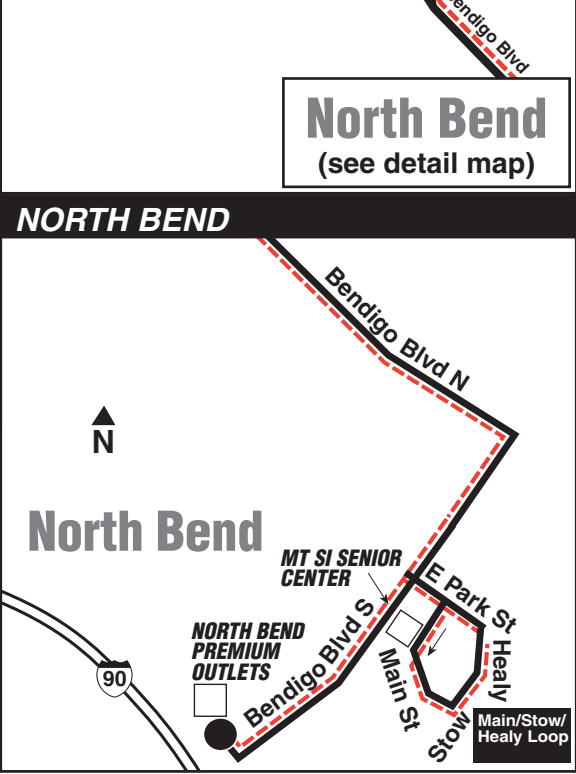 Bendigo Blvd
North Bend
(see detail map)
NORTH BEND
Bendigo Blvd N
N
North Bend
MT SI SENIOR
CENTER
E Park St
NORTH BEND
PREMIUM
OUTLETS
Bendigo Blvd S
Main St
Healy
Stow
90
Main/Stow/
Healy Loop